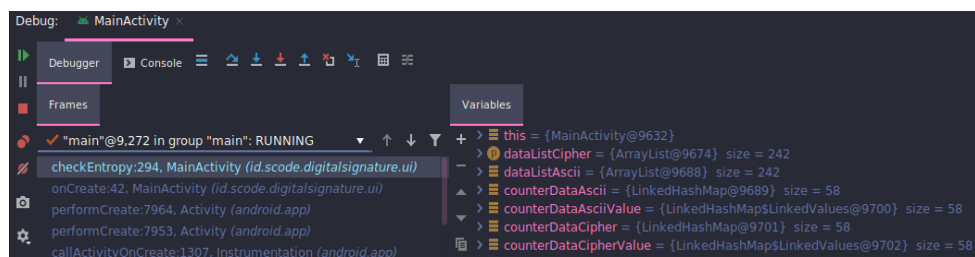 Debug: MainActivity
Debugger Console
Frames
Variables
"main"@9,272 in group "main": RUNNING
checkEntropy:294, MainActivity (id.scode.digitalsignature.ui)
onCreate:42, MainActivity (id.scode.digitalsignature.ui)
performCreate:7964, Activity (android.app)
performCreate:7953, Activity (android.app)
callActivityOnCreate:1307, Instrumentation (android.app)
this = {MainActivity@9632}
dataListCipher = {ArrayList@9674} size = 242
dataListAscii = {ArrayList@9688} size = 242
counterDataAscii = {LinkedHashMap@9689} size = 58
counterDataAsciiValue = {LinkedHashMap$LinkedValues@9700} size = 58
counterDataCipher = {LinkedHashMap@9701} size = 58
counterDataCipherValue = {LinkedHashMap$LinkedValues@9702} size = 58